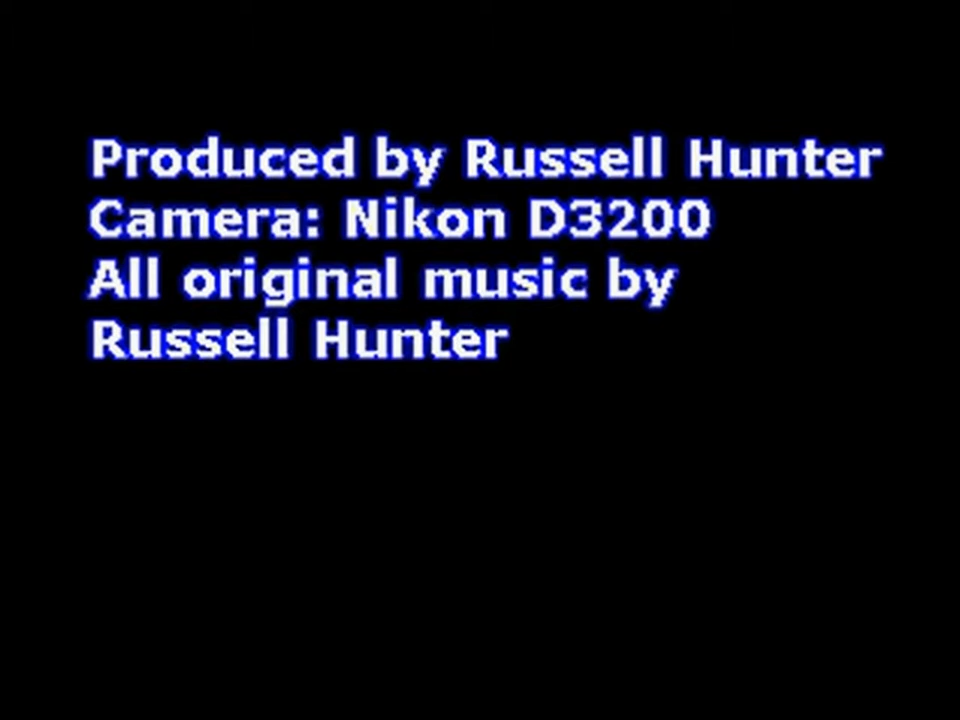 Produced by Russell Hunter
Camera: Nikon D3200
All original music by
Russell Hunter